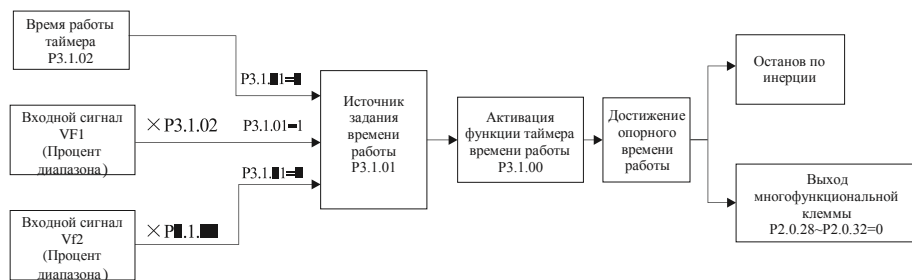 Время работы
таймера
P3.1.02
Входной сигнал
VF1
(Процент
диапазона)
×P3.1.02
P3.1.01=1
Входной сигнал
Vf2
(Процент
диапазона)
Источник
задания
времени
работы
P3.1.01
Активация
функции таймера
времени работы
P3.1.00
Достижение
опорного
времени
работы
Останов по
инерции
Выход
многофункциональной
клеммы
P2.0.28~P2.0.32=0